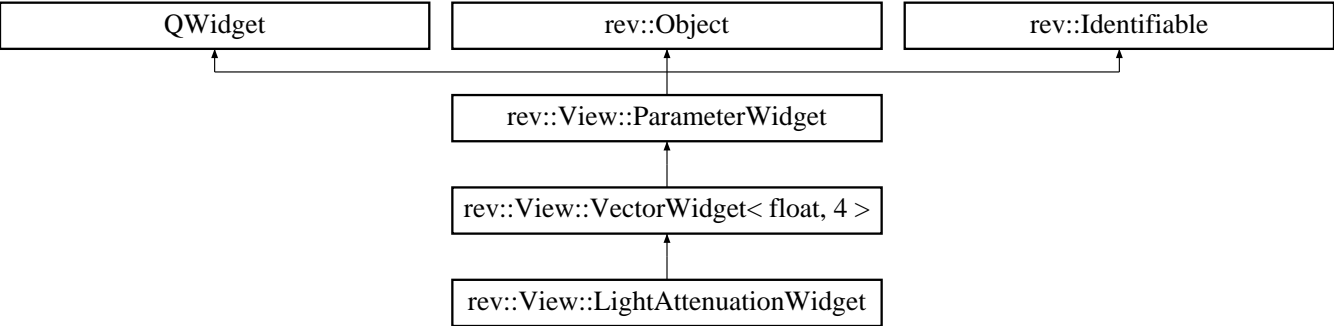 QWidget
rev::Object
rev::Identifiable
rev::View::ParameterWidget
rev::View::VectorWidget< float, 4 >
rev::View::LightAttenuationWidget